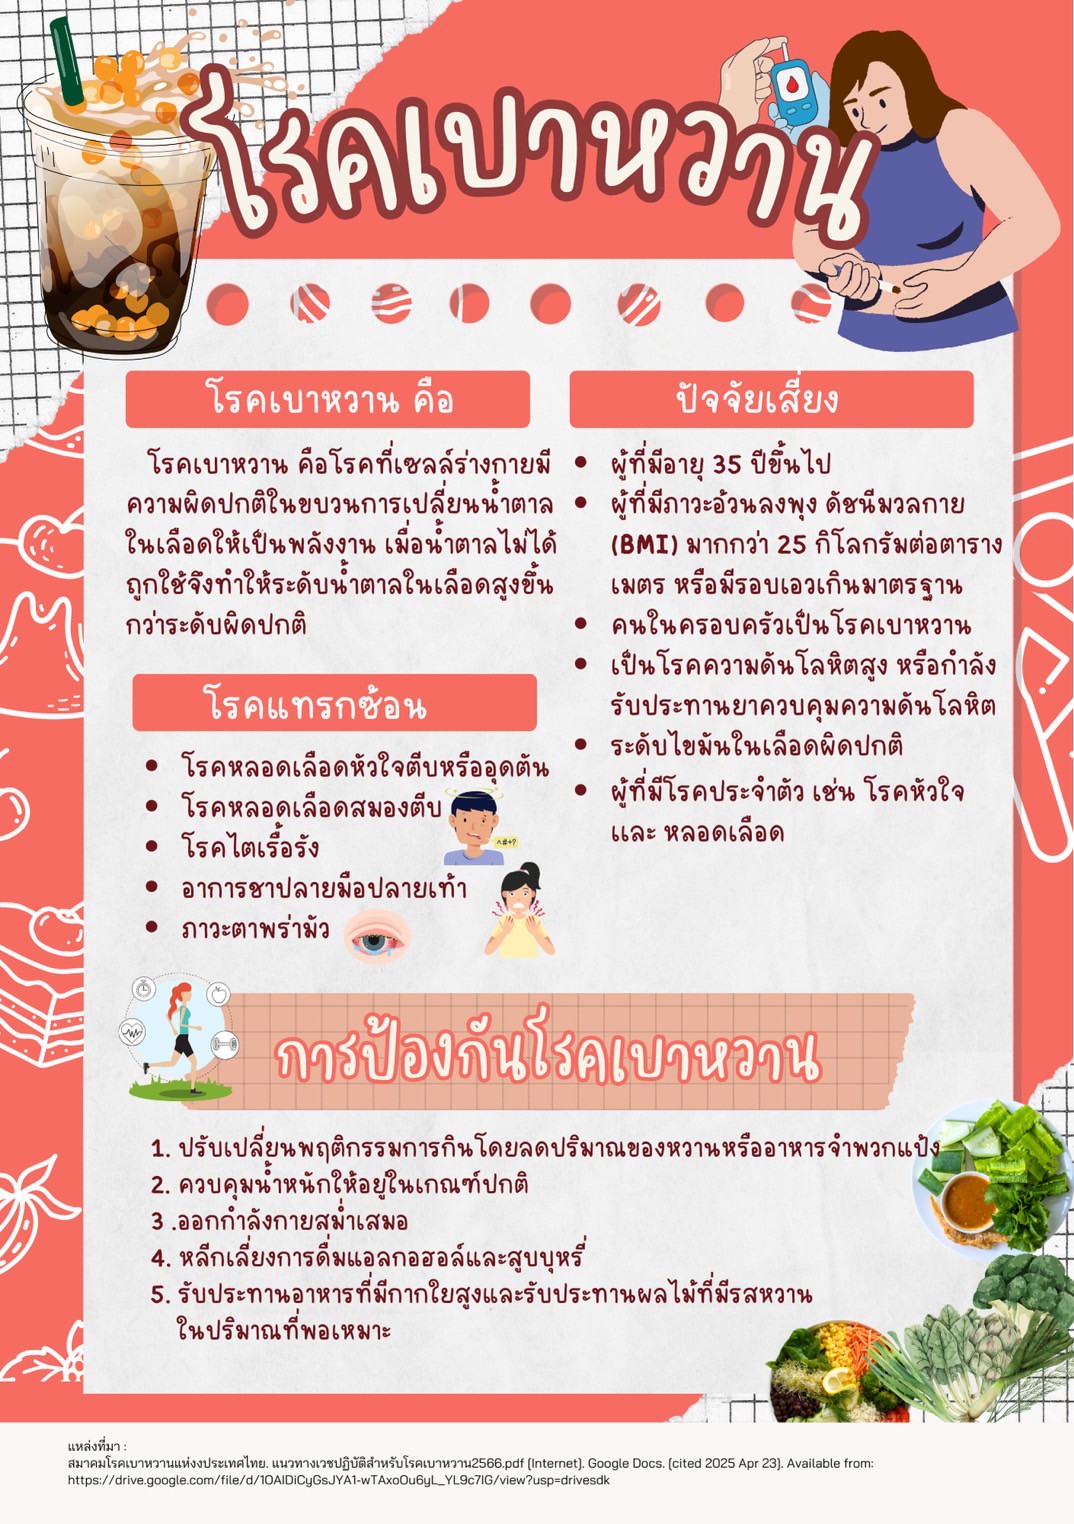 โรคเบาหวาน
โรคเบาหวาน คือ
โรคเบาหวาน คือโรคที่เซลล์ร่างกายมี
ความผิดปกติในขบวนการเปลี่ยนน้ำตาล
ในเลือดให้เป็นพลังงาน เมื่อน้ำตาลไม่ได้
ถูกใช้จึงทำให้ระดับน้ำตาลในเลือดสูงขึ้น
กว่าระดับผิดปกติ
โรคแทรกซ้อน
• โรคหลอดเลือดหัวใจตีบหรืออุดตัน
• โรคหลอดเลือดสมองตีบ
^#+?
• โรคไตเรื้อรัง
• อาการชาปลายมือปลายเท้า
• ภาวะตาพร่ามัว
ปัจจัยเสี่ยง
• ผู้ที่มีอายุ 35 ปีขึ้นไป
• ผู้ที่มีภาวะอ้วนลงพุง ดัชนีมวลกาย
(BMI) มากกว่า 25 กิโลกรัมต่อตาราง
เมตร หรือมีรอบเอวเกินมาตรฐาน
• คนในครอบครัวเป็นโรคเบาหวาน
• เป็นโรคความดันโลหิตสูง หรือกำลัง
รับประทานยาควบคุมความดันโลหิต
• ระดับไขมันในเลือดผิดปกติ
• ผู้ที่มีโรคประจำตัว เช่น โรคหัวใจ
และ หลอดเลือด
การป้องกันโรคเบาหวาน
1. ปรับเปลี่ยนพฤติกรรมการกินโดยลดปริมาณของหวานหรืออาหารจำพวกแป้ง
2. ควบคุมน้ำหนักให้อยู่ในเกณฑ์ปกติ
3 .ออกกำลังกายสม่ำเสมอ
4. หลีกเลี่ยงการดื่มแอลกอฮอล์และสูบบุหรี่
5. รับประทานอาหารที่มีกากใยสูงและรับประทานผลไม้ที่มีรสหวาน
ในปริมาณที่พอเหมาะ
แหล่งที่มา :
สมาคมโรคเบาหวานแห่งงประเทศไทย. แนวทางเวชปฏิบัติสำหรับโรคเบาหวาน2566.pdf [Internet]. Google Docs. [cited 2025 Apr 23]. Available from:
https://drive.google.com/file/d/1OAlDiCyGsJYA1-wTAxoOu6yL_YL9c7IG/view?usp=drivesdk